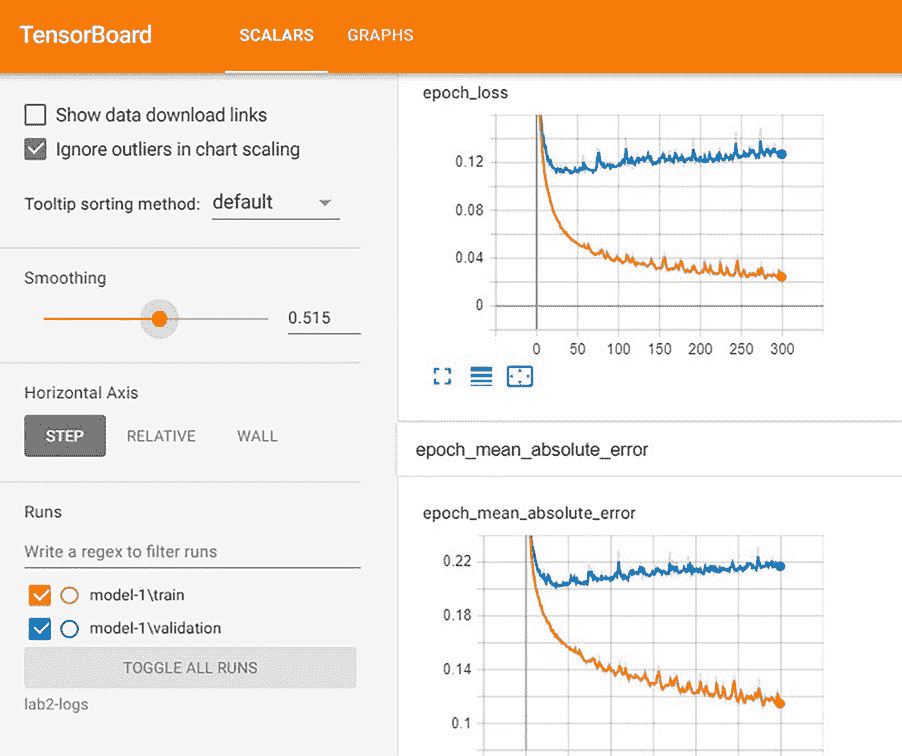 TensorBoard SCALARS GRAPHS
Show data download links
Ignore outliers in chart scaling
Tooltip sorting method: default
Smoothing
0.515
Horizontal Axis
STEP RELATIVE WALL
Runs
Write a regex to filter runs
model-1\train
model-1\validation
TOGGLE ALL RUNS
lab2-logs
epoch_loss
0.12
0.08
0.04
0
0 50 100 150 200 250 300
epoch_mean_absolute_error
epoch_mean_absolute_error
0.22
0.18
0.14
0.1